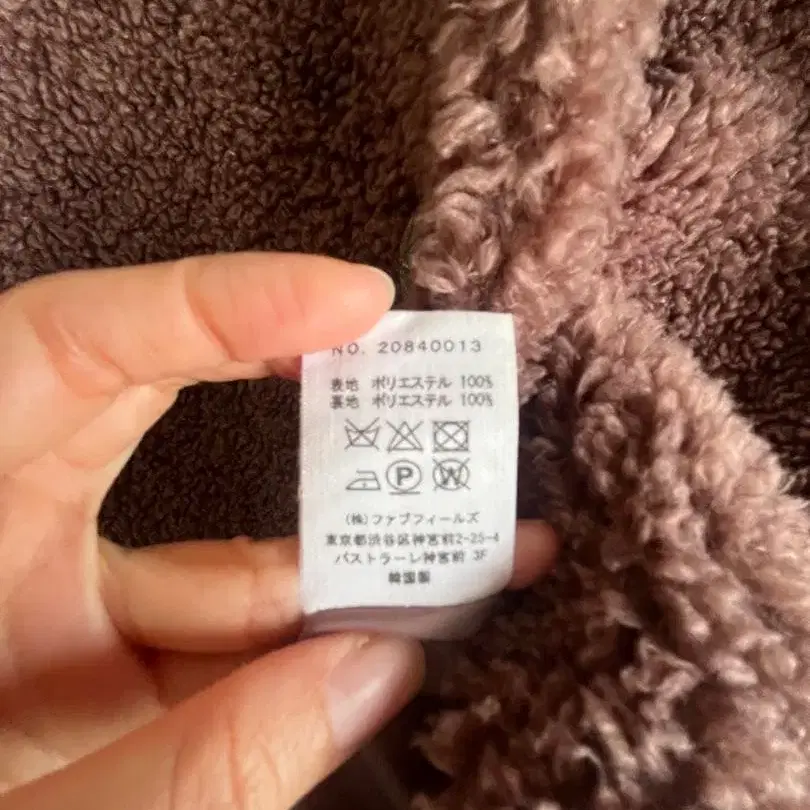 NO. 20840013
表地 ポリエステル 100%
裏地 ポリエステル 100%
P W
(株)ファブフィールズ
東京都渋谷区神宮前2-25-4
パストラーレ神宮前 3F
韓国製